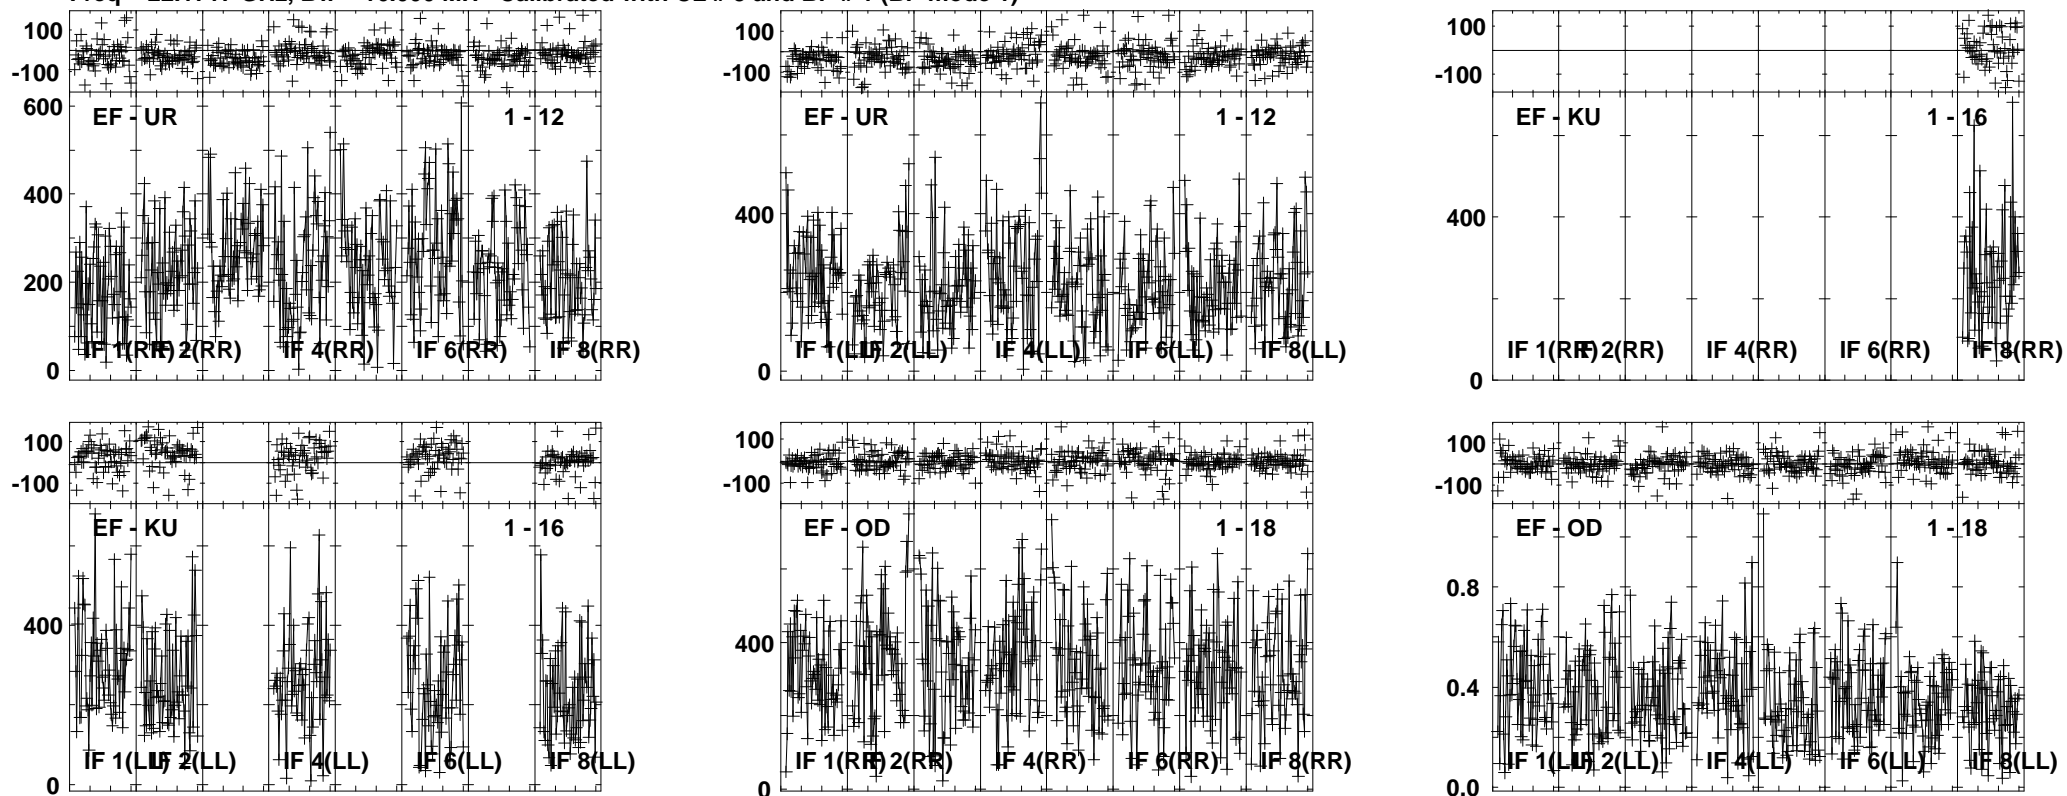 100
-100
600
400
200
0
EF - UR
1 - 12
IF 1(RR)
IF 2(RR)
IF 4(RR)
IF 6(RR)
IF 8(RR)
100
-100
400
0
EF - UR
1 - 12
IF 1(LL)
IF 2(LL)
IF 4(LL)
IF 6(LL)
IF 8(LL)
100
-100
400
0
EF - KU
1 - 16
IF 1(RR)
IF 2(RR)
IF 4(RR)
IF 6(RR)
IF 8(RR)
100
-100
400
0
EF - KU
1 - 16
IF 1(LL)
IF 2(LL)
IF 4(LL)
IF 6(LL)
IF 8(LL)
100
-100
400
0
EF - OD
1 - 18
IF 1(RR)
IF 2(RR)
IF 4(RR)
IF 6(RR)
IF 8(RR)
100
-100
0.8
0.4
0.0
EF - OD
1 - 18
IF 1(LL)
IF 2(LL)
IF 4(LL)
IF 6(LL)
IF 8(LL)